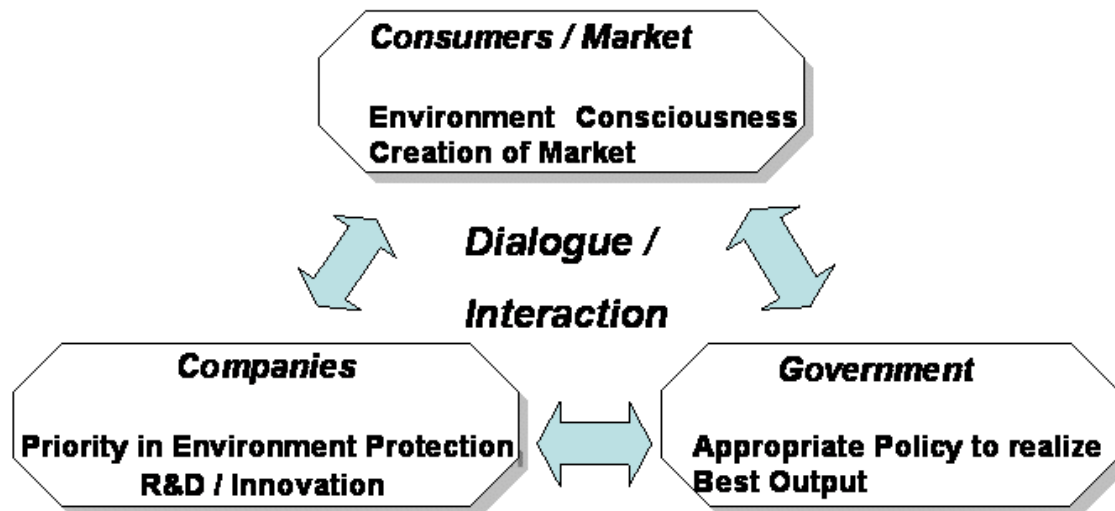 Consumers / Market
Environment Consciousness
Creation of Market
Dialogue /
Interaction
Companies
Priority in Environment Protection,
R&D / Innovation
Government
Appropriate Policy to realize
Best Output